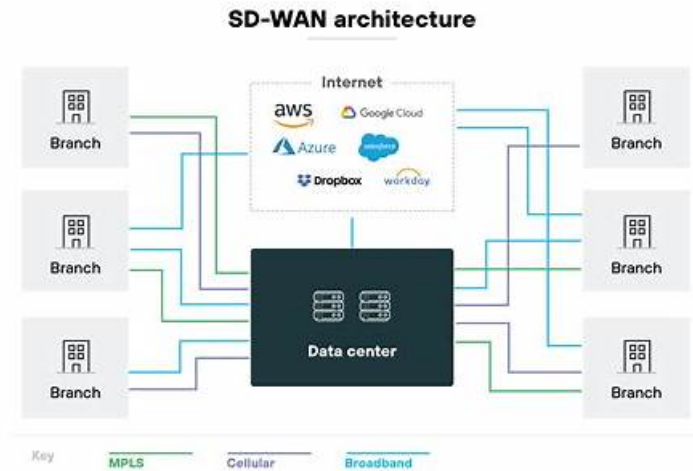 SD-WAN architecture
Internet
Branch
aws
Google Cloud
Branch
Azure
salesforce
Dropbox
workday
Branch
Branch
Data center
Branch
Branch
Key
MPLS
Cellular
Broadband